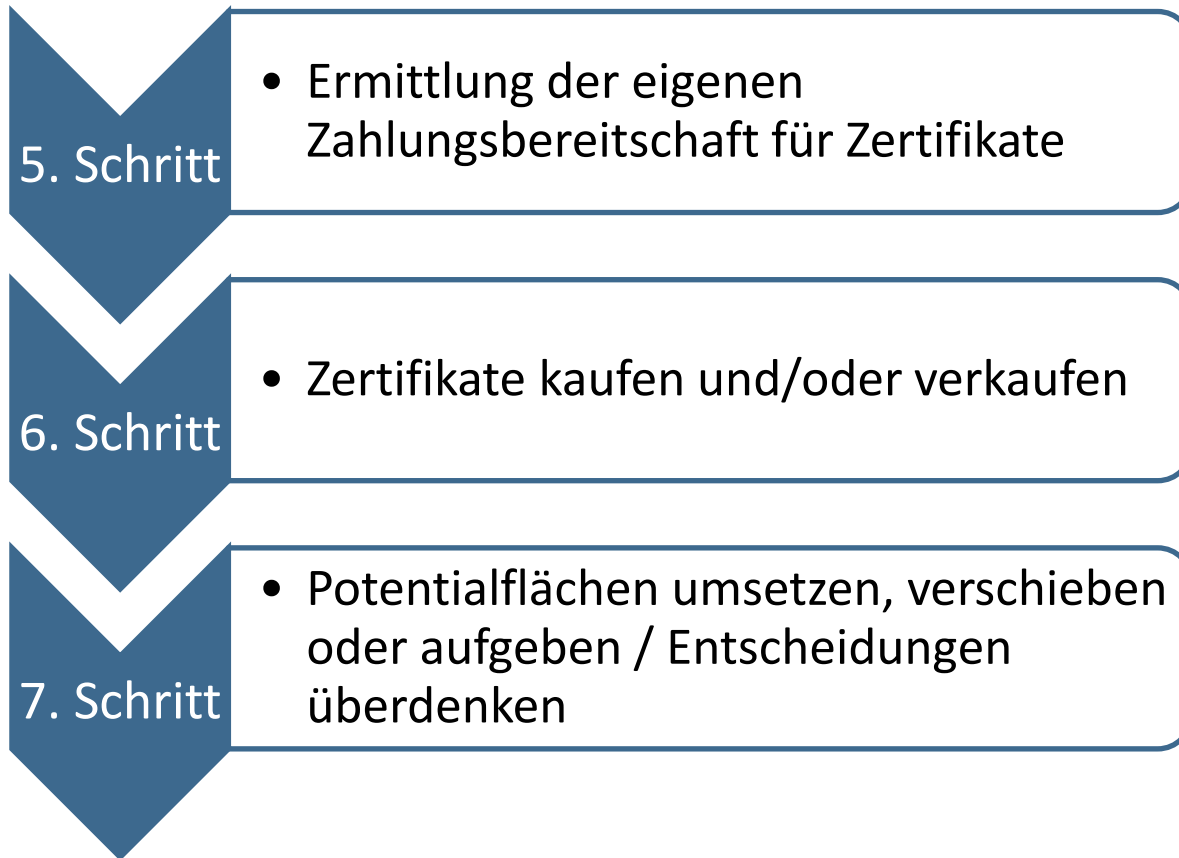 5. Schritt
• Ermittlung der eigenen
Zahlungsbereitschaft für Zertifikate
6. Schritt
• Zertifikate kaufen und/oder verkaufen
7. Schritt
• Potentialflächen umsetzen, verschieben
oder aufgeben / Entscheidungen
überdenken